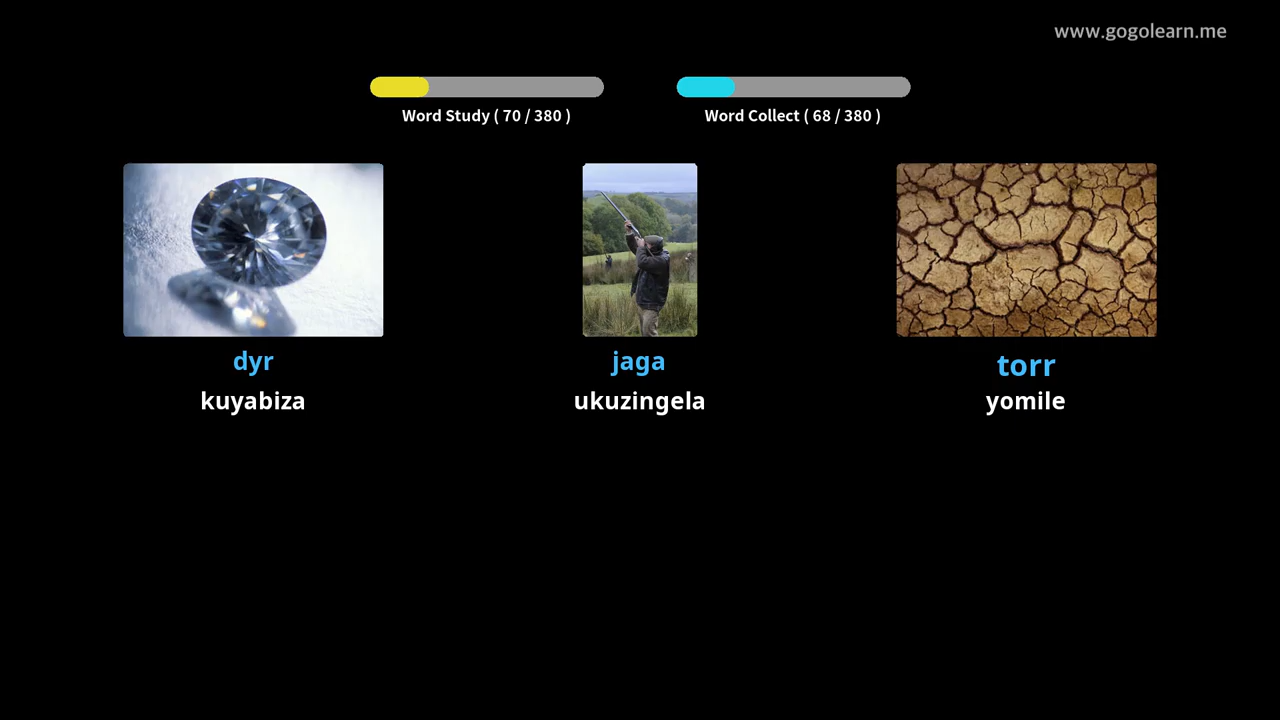 www.gogolearn.me
Word Study ( 70 / 380 )
Word Collect ( 68 / 380 )
dyr
kuyabiza
jaga
ukuzingela
torr
yomile